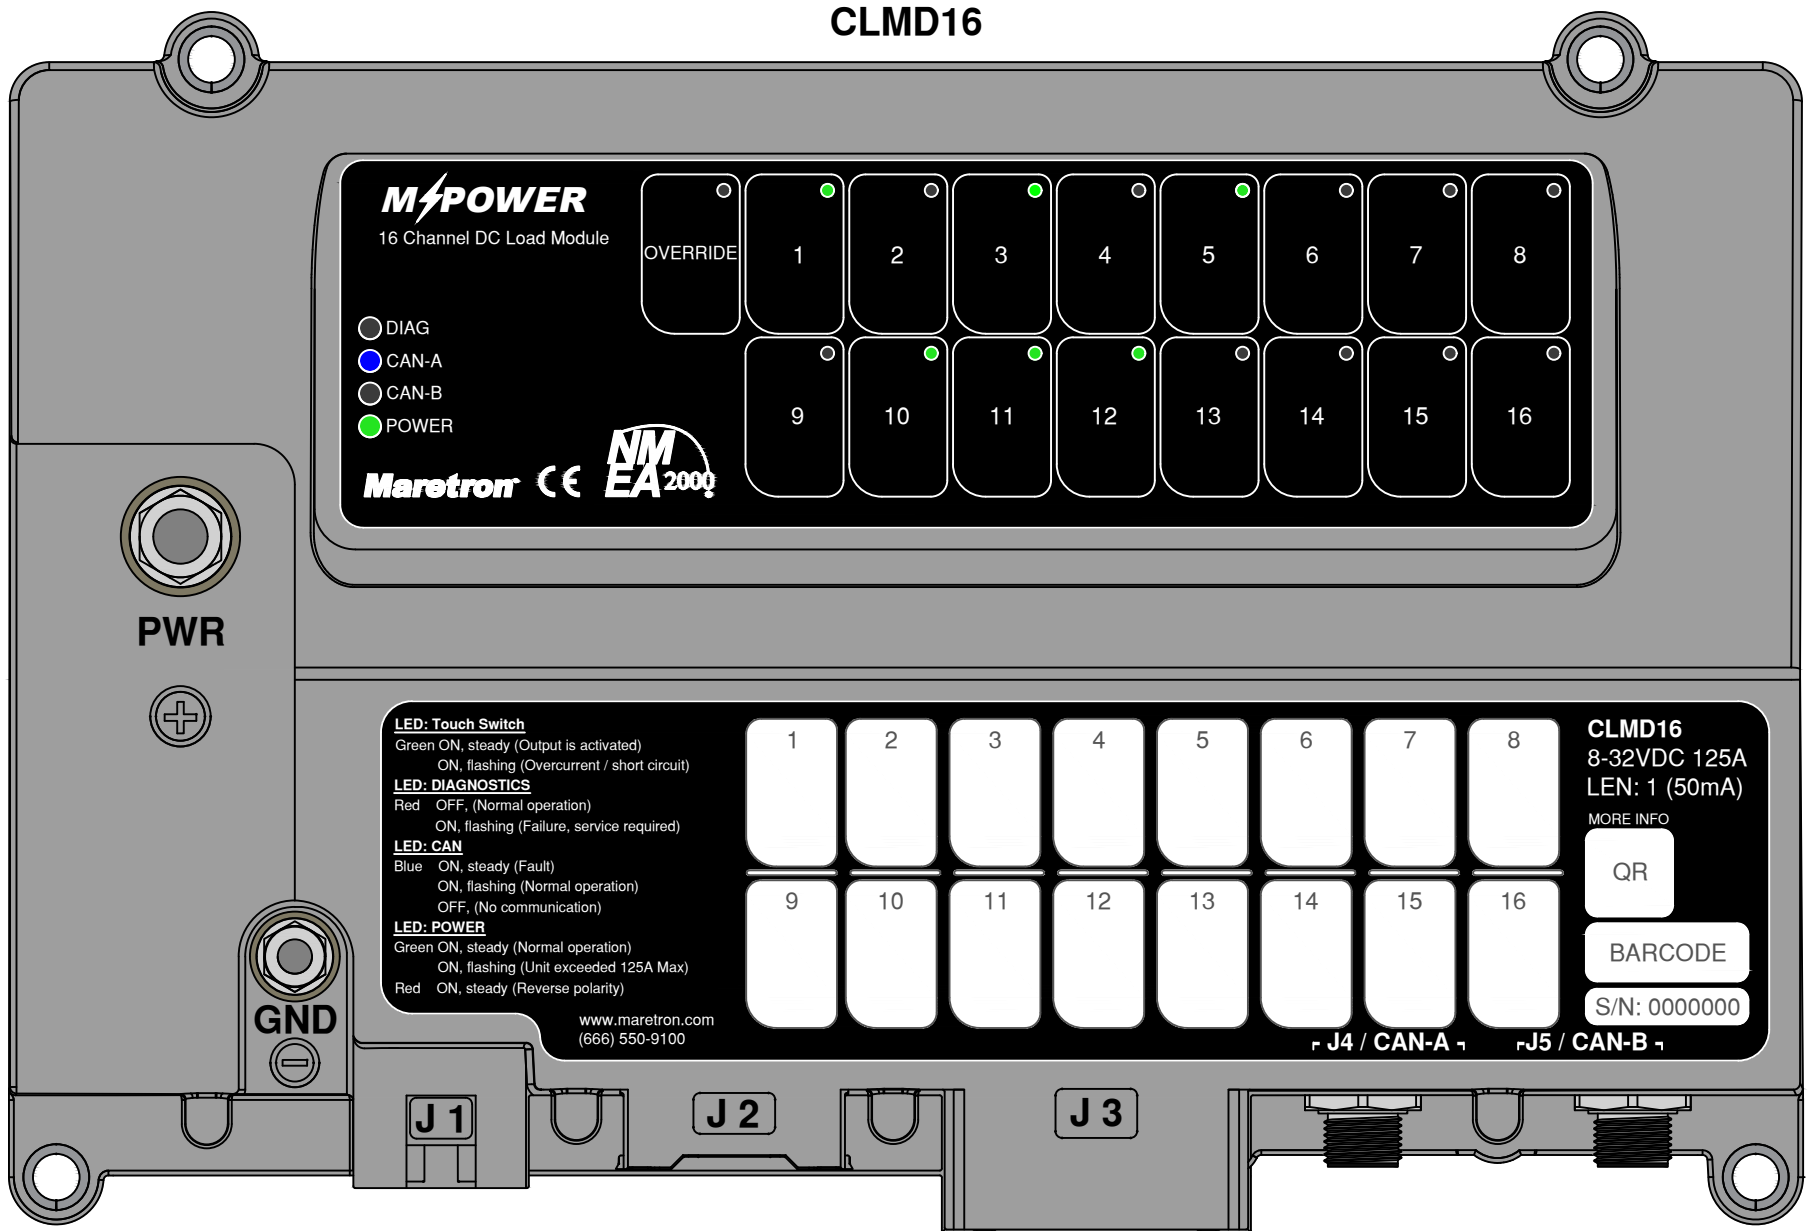 CLMD16
MPOWER
16 Channel DC Load Module
OVERRIDE
1
2
3
4
5
6
7
8
DIAG
CAN-A
CAN-B
POWER
9
10
11
12
13
14
15
16
Maretron
CE
NM
EA 2000
PWR
LED: Touch Switch
Green ON, steady (Output is activated)
ON, flashing (Overcurrent / short circuit)
LED: DIAGNOSTICS
Red OFF, (Normal operation)
ON, flashing (Failure, service required)
LED: CAN
Blue ON, steady (Fault)
ON, flashing (Normal operation)
OFF, (No communication)
LED: POWER
Green ON, steady (Normal operation)
ON, flashing (Unit exceeded 125A Max)
Red ON, steady (Reverse polarity)
www.maretron.com
(666) 550-9100
1
2
3
4
5
6
7
8
9
10
11
12
13
14
15
16
CLMD16
8-32VDC 125A
LEN: 1 (50mA)
MORE INFO
QR
BARCODE
S/N: 0000000
J4 / CAN-A
J5 / CAN-B
GND
J 1
J 2
J 3